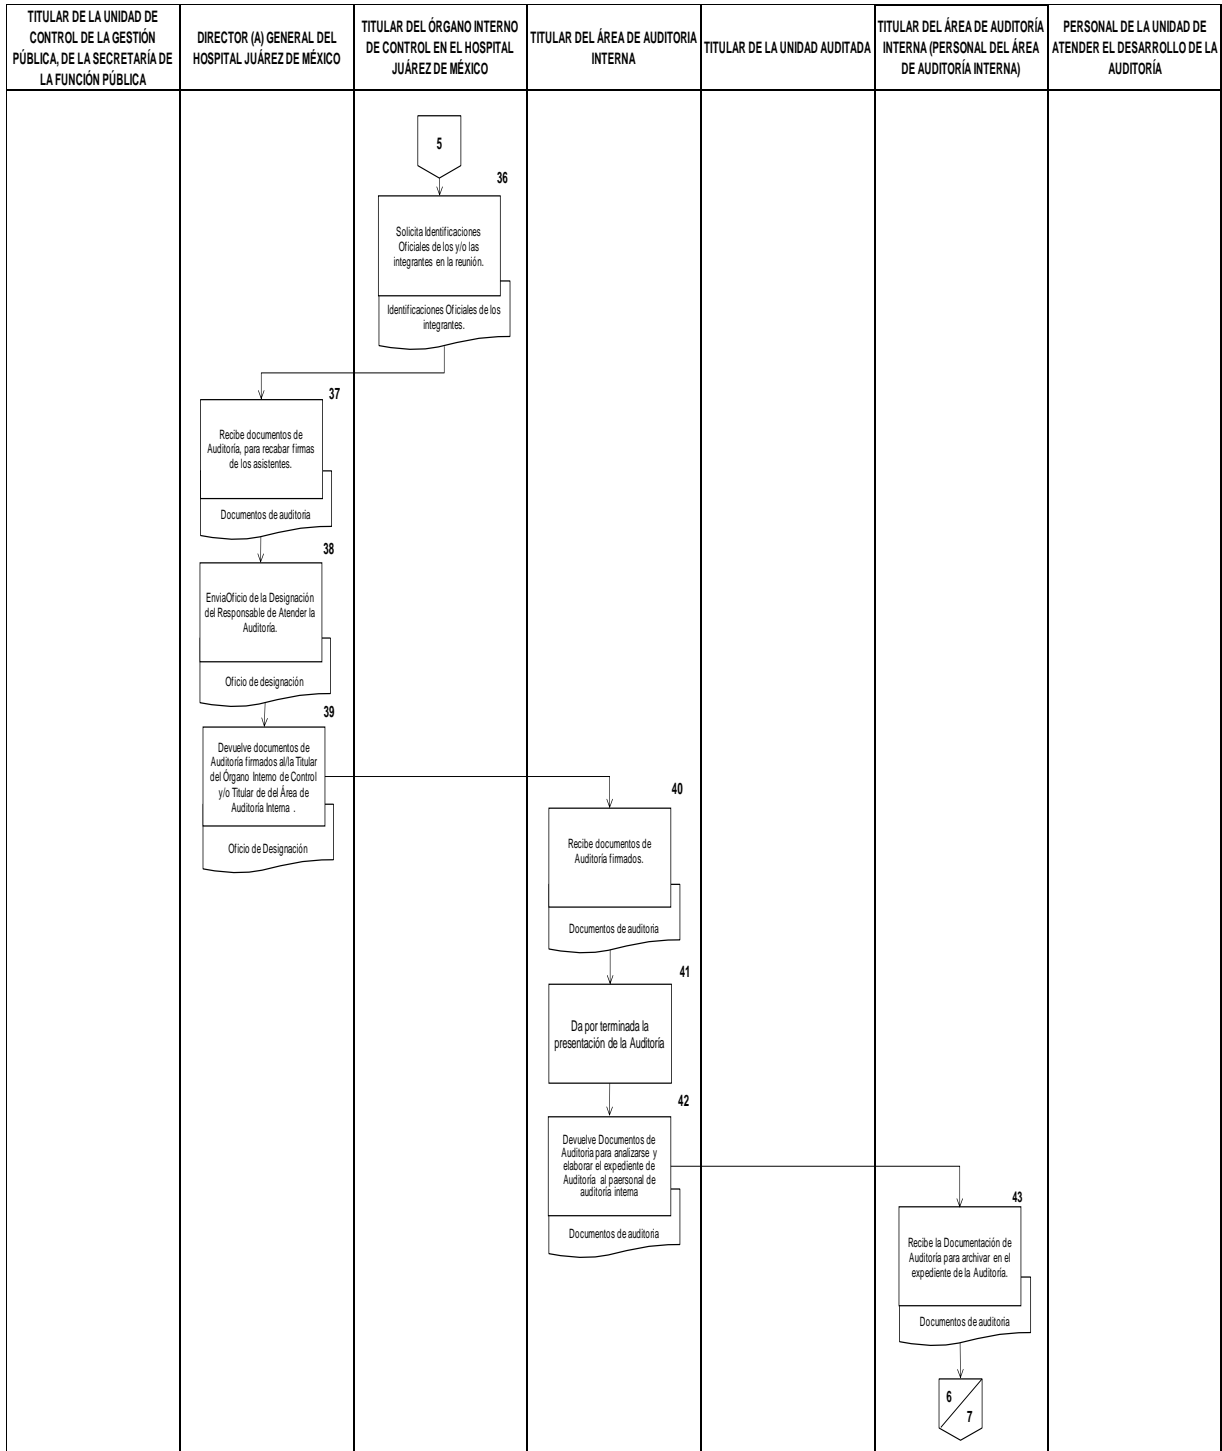 TITULAR DE LA UNIDAD DE
CONTROL DE LA GESTIÓN
PÚBLICA, DE LA SECRETARÍA DE
LA FUNCIÓN PÚBLICA
DIRECTOR (A) GENERAL DEL
HOSPITAL JUÁREZ DE MÉXICO
TITULAR DEL ÓRGANO INTERNO
DE CONTROL EN EL HOSPITAL
JUÁREZ DE MÉXICO
TITULAR DEL ÁREA DE AUDITORIA
INTERNA
TITULAR DE LA UNIDAD AUDITADA
TITULAR DEL ÁREA DE AUDITORÍA
INTERNA (PERSONAL DEL ÁREA
DE AUDITORÍA INTERNA)
PERSONAL DE LA UNIDAD DE
ATENDER EL DESARROLLO DE LA
AUDITORÍA
5
36
Solicita Identificaciones
Oficiales de los y/o las
integrantes en la reunión.
Identificaciones Oficiales de los
integrantes.
37
Recibe documentos de
Auditoría, para recabar firmas
de los asistentes.
Documentos de auditoria
38
EnviaOficio de la Designación
del Responsable de Atender la
Auditoría.
Oficio de designación
39
Devuelve documentos de
Auditoría firmados al/la Titular
del Órgano Interno de Control
y/o Titular de del Área de
Auditoría Interna .
Oficio de Designación
40
Recibe documentos de
Auditoría firmados.
Documentos de auditoria
41
Da por terminada la
presentación de la Auditoría
42
Devuelve Documentos de
Auditoria para analizarse y
elaborar el expediente de
Auditoría al paersonal de
auditoría interna
Documentos de auditoria
43
Recibe la Documentación de
Auditoría para archivar en el
expediente de la Auditoría.
Documentos de auditoria
6
7